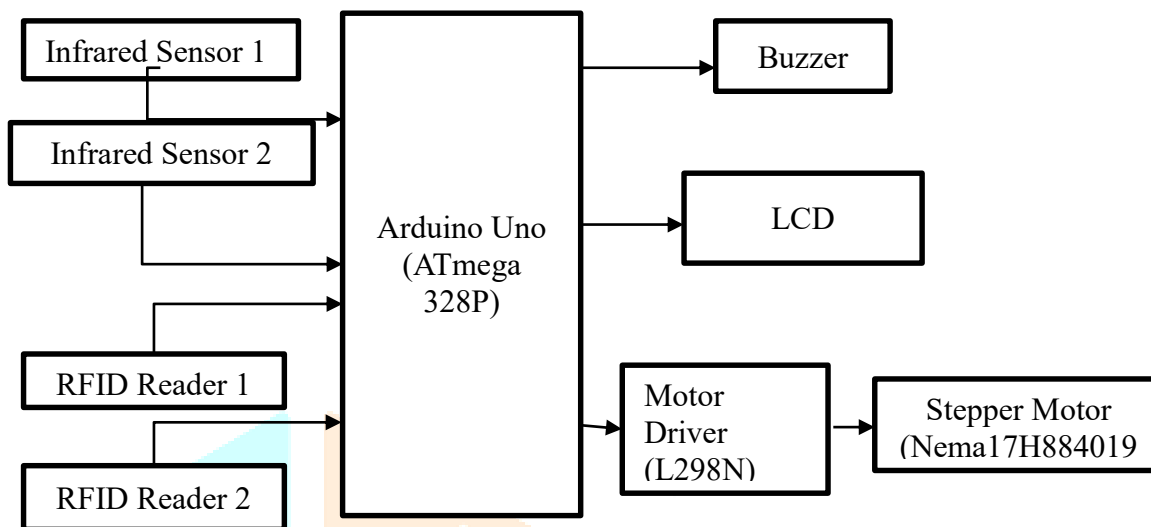 Infrared Sensor 1
Infrared Sensor 2
RFID Reader 1
RFID Reader 2
Arduino Uno
(ATmega
328P)
Buzzer
LCD
Motor
Driver
(L298N)
Stepper Motor
(Nema17H884019